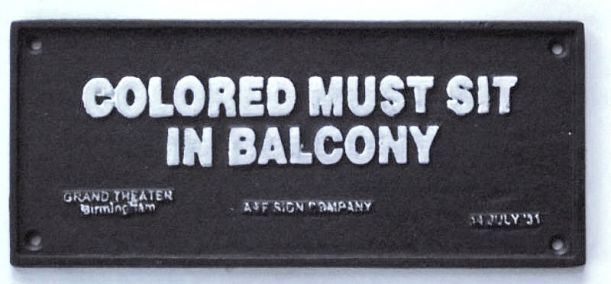 COLORED MUST SIT
IN BALCONY
GRAND THEATER
Birmingham
A&F SIGN COMPANY
14 JULY '31